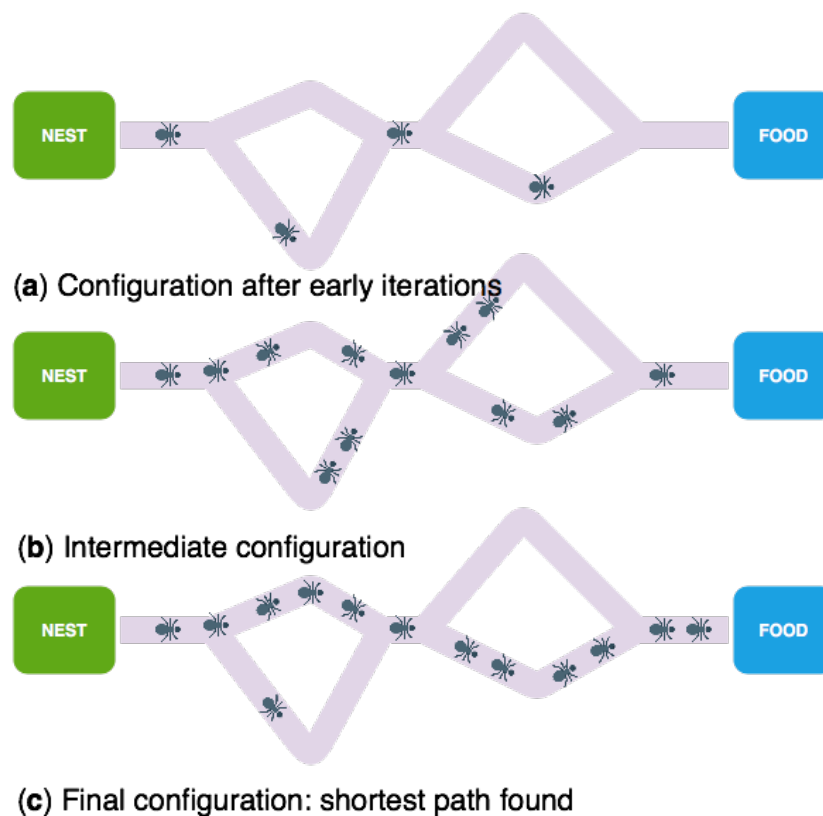 NEST
FOOD
(a) Configuration after early iterations
NEST
FOOD
(b) Intermediate configuration
NEST
FOOD
(c) Final configuration: shortest path found